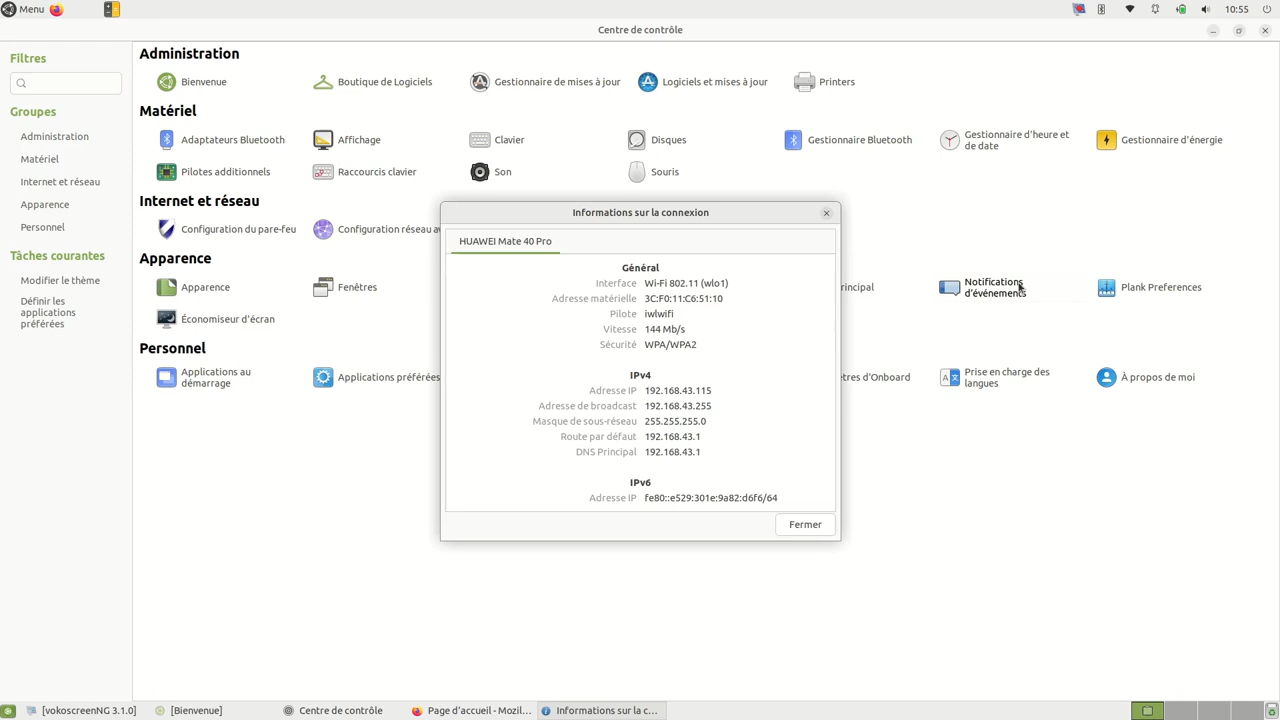 Menu
10:55
Centre de contrôle
Filtres
Groupes
Administration
Matériel
Internet et réseau
Apparence
Personnel
Tâches courantes
Modifier le thème
Définir les
applications
préférées
Administration
Bienvenue
Boutique de Logiciels
Gestionnaire de mises à jour
Logiciels et mises à jour
Printers
Matériel
Adaptateurs Bluetooth
Affichage
Clavier
Disques
Gestionnaire Bluetooth
Gestionnaire d'heure et
de date
Gestionnaire d'énergie
Pilotes additionnels
Raccourcis clavier
Son
Souris
Internet et réseau
Configuration du pare-feu
Configuration réseau av
Apparence
Apparence
Fenêtres
rincipal
Notifications
d'événements
Plank Preferences
Économiseur d'écran
Personnel
Applications au
démarrage
Applications préférées
etres d'Onboard
Prise en charge des
langues
À propos de moi
Informations sur la connexion
HUAWEI Mate 40 Pro
Général
Interface Wi-Fi 802.11 (wlo1)
Adresse matérielle 3C:F0:11:C6:51:10
Pilote iwlwifi
Vitesse 144 Mb/s
Sécurité WPA/WPA2
IPv4
Adresse IP 192.168.43.115
Adresse de broadcast 192.168.43.255
Masque de sous-réseau 255.255.255.0
Route par défaut 192.168.43.1
DNS Principal 192.168.43.1
IPv6
Adresse IP fe80::e529:301e:9a82:d6f6/64
Fermer
[vokoscreenNG 3.1.0]
[Bienvenue]
Centre de contrôle
Page d'accueil - Mozil...
Informations sur la c...